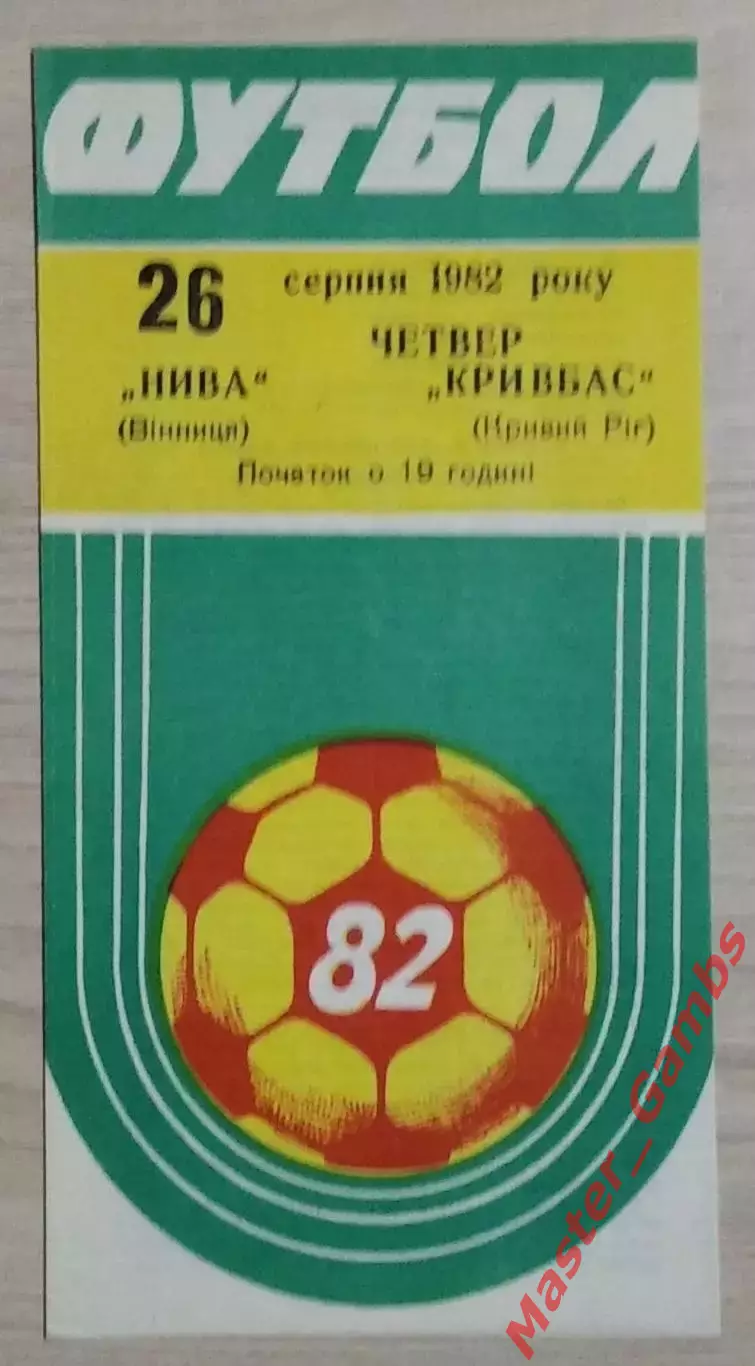 ФУТБОЛ
26 серпня 1982 року
ЧЕТВЕР
„НИВА“ „КРИВБАС“
(Вінниця) (Кривий Ріг)
Початок о 19 годині
82
Master_Gambs